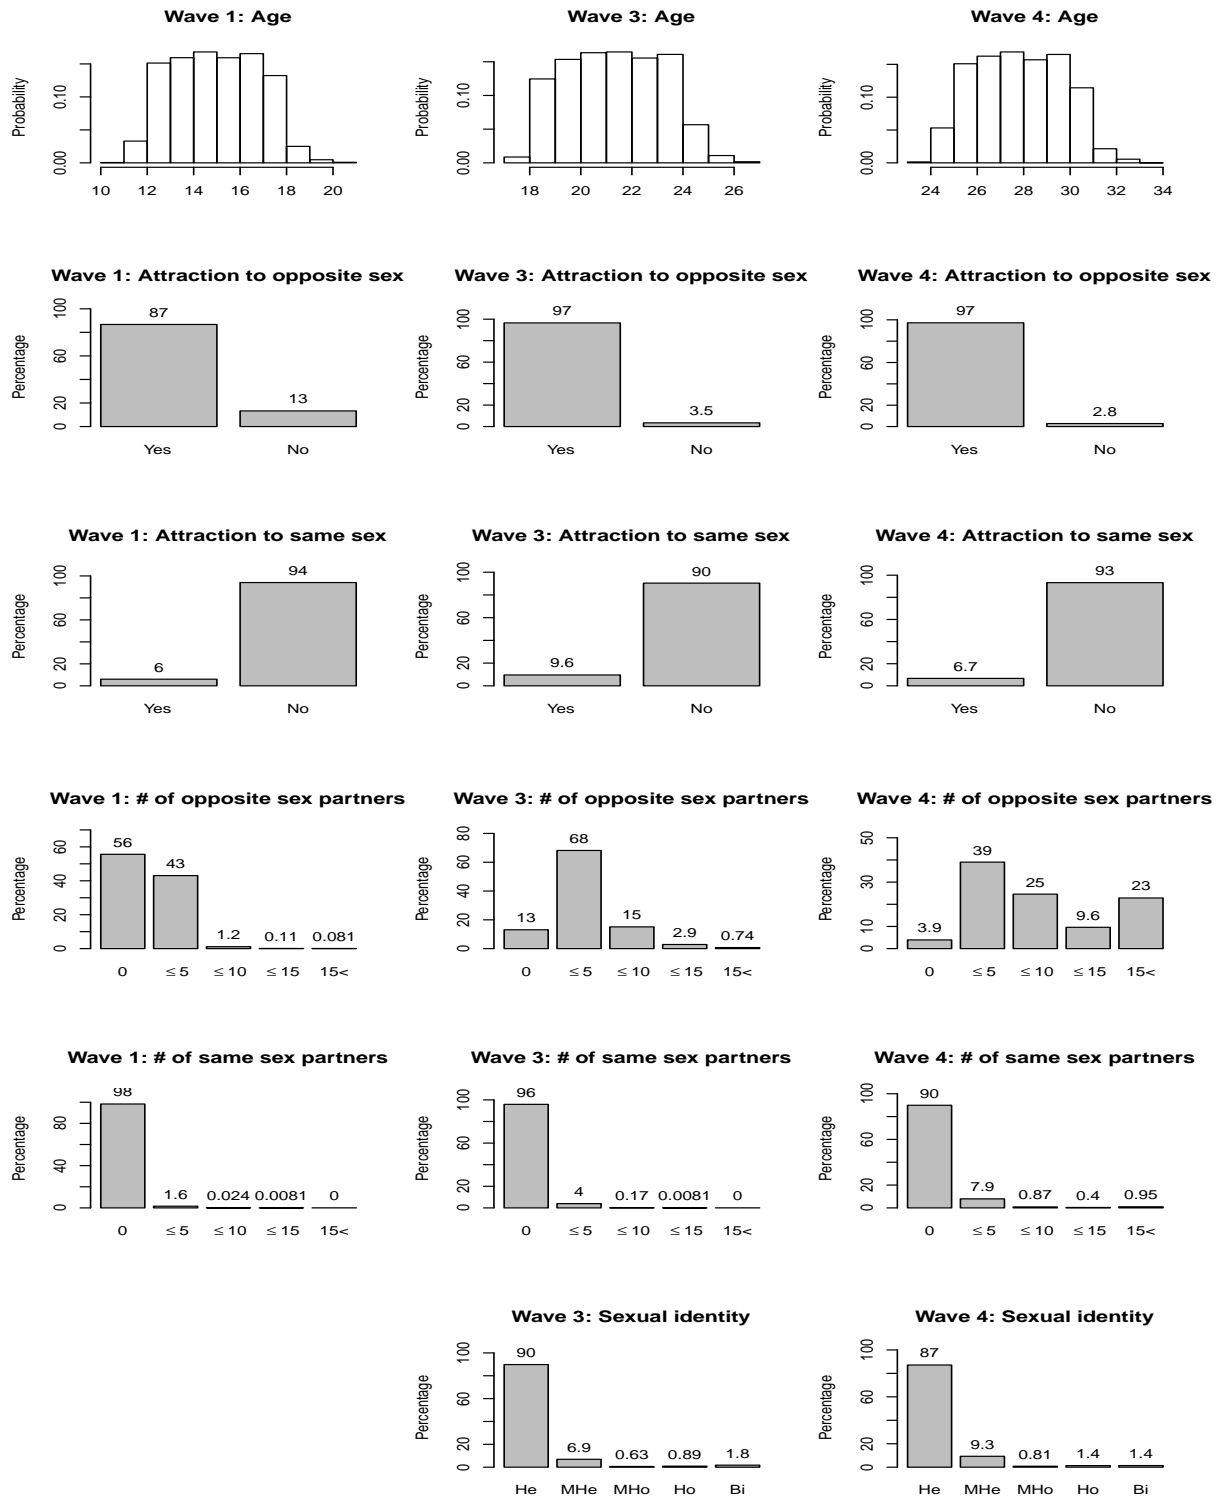 Wave 1: Age
Probability
0.00 0.10
10 12 14 16 18 20
Wave 3: Age
Probability
0.00 0.10
18 20 22 24 26
Wave 4: Age
Probability
0.00 0.10
24 26 28 30 32 34
Wave 1: Attraction to opposite sex
Percentage
0 20 60 100
87 13
Yes No
Wave 3: Attraction to opposite sex
Percentage
0 20 60 100
97 3.5
Yes No
Wave 4: Attraction to opposite sex
Percentage
0 20 60 100
97 2.8
Yes No
Wave 1: Attraction to same sex
Percentage
0 20 60 100
6 94
Yes No
Wave 3: Attraction to same sex
Percentage
0 20 60 100
9.6 90
Yes No
Wave 4: Attraction to same sex
Percentage
0 20 60 100
6.7 93
Yes No
Wave 1: # of opposite sex partners
Percentage
0 20 40 60
56 43 1.2 0.11 0.081
0 ≤ 5 ≤ 10 ≤ 15 15<
Wave 3: # of opposite sex partners
Percentage
0 20 40 60 80
13 68 15 2.9 0.74
0 ≤ 5 ≤ 10 ≤ 15 15<
Wave 4: # of opposite sex partners
Percentage
0 10 30 50
3.9 39 25 9.6 23
0 ≤ 5 ≤ 10 ≤ 15 15<
Wave 1: # of same sex partners
Percentage
0 20 40 80
98 1.6 0.024 0.0081 0
0 ≤ 5 ≤ 10 ≤ 15 15<
Wave 3: # of same sex partners
Percentage
0 20 60 100
96 4 0.17 0.0081 0
0 ≤ 5 ≤ 10 ≤ 15 15<
Wave 4: # of same sex partners
Percentage
0 20 60 100
90 7.9 0.87 0.4 0.95
0 ≤ 5 ≤ 10 ≤ 15 15<
Wave 3: Sexual identity
Percentage
0 20 60 100
90 6.9 0.63 0.89 1.8
He MHe MHo Ho Bi
Wave 4: Sexual identity
Percentage
0 20 60 100
87 9.3 0.81 1.4 1.4
He MHe MHo Ho Bi